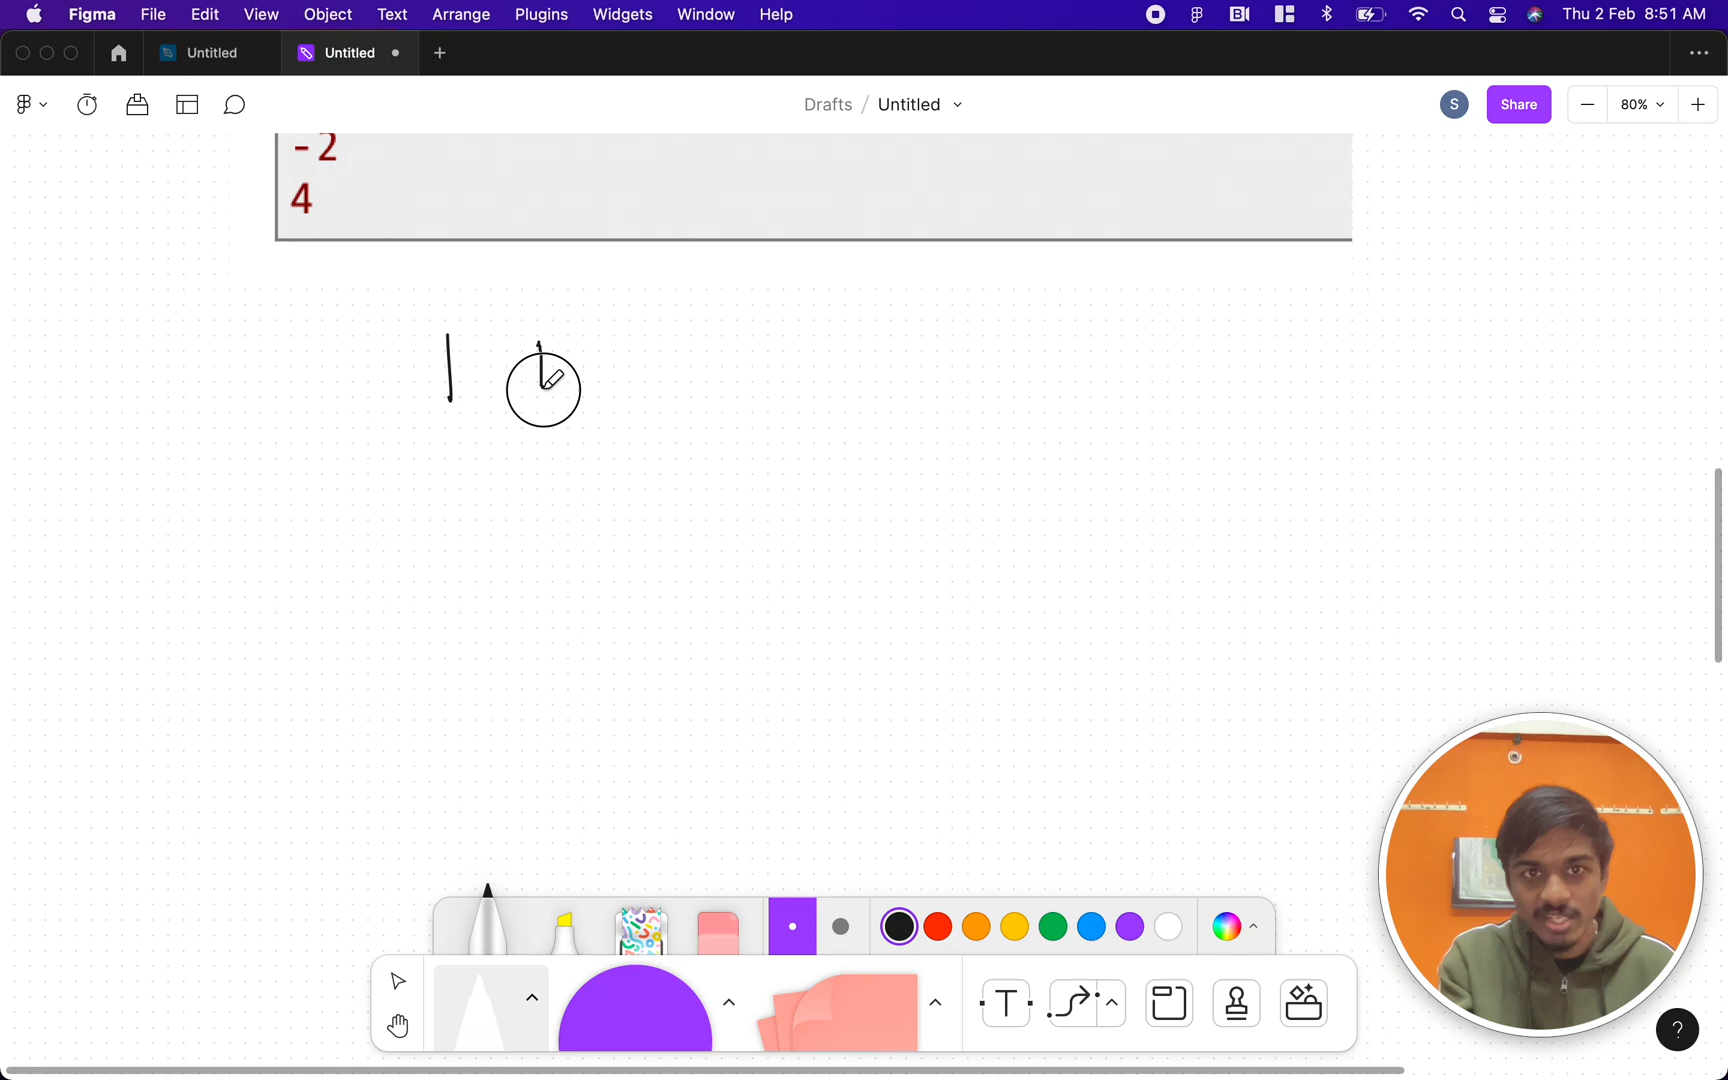 Figma File Edit View Object Text Arrange Plugins Widgets Window Help Thu 2 Feb 8:51 AM
Untitled Untitled
Drafts / Untitled S Share 80%
-2
4
T
?